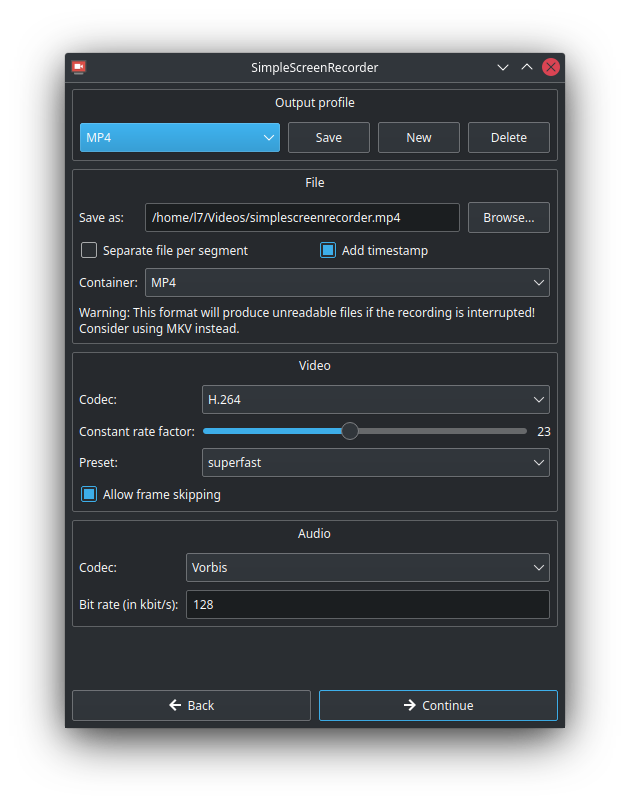 SimpleScreenRecorder
Output profile
MP4 Save New Delete
File
Save as: /home/l7/Videos/simplescreenrecorder.mp4 Browse...
Separate file per segment Add timestamp
Container: MP4
Warning: This format will produce unreadable files if the recording is interrupted!
Consider using MKV instead.
Video
Codec: H.264
Constant rate factor: 23
Preset: superfast
Allow frame skipping
Audio
Codec: Vorbis
Bit rate (in kbit/s): 128
Back Continue